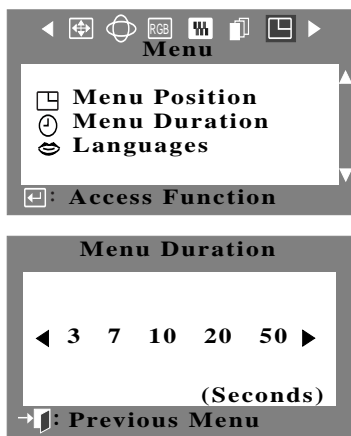 RGB
Menu
Menu Position
Menu Duration
Languages
: Access Function
Menu Duration
3 7 10 20 50
(Seconds)
: Previous Menu